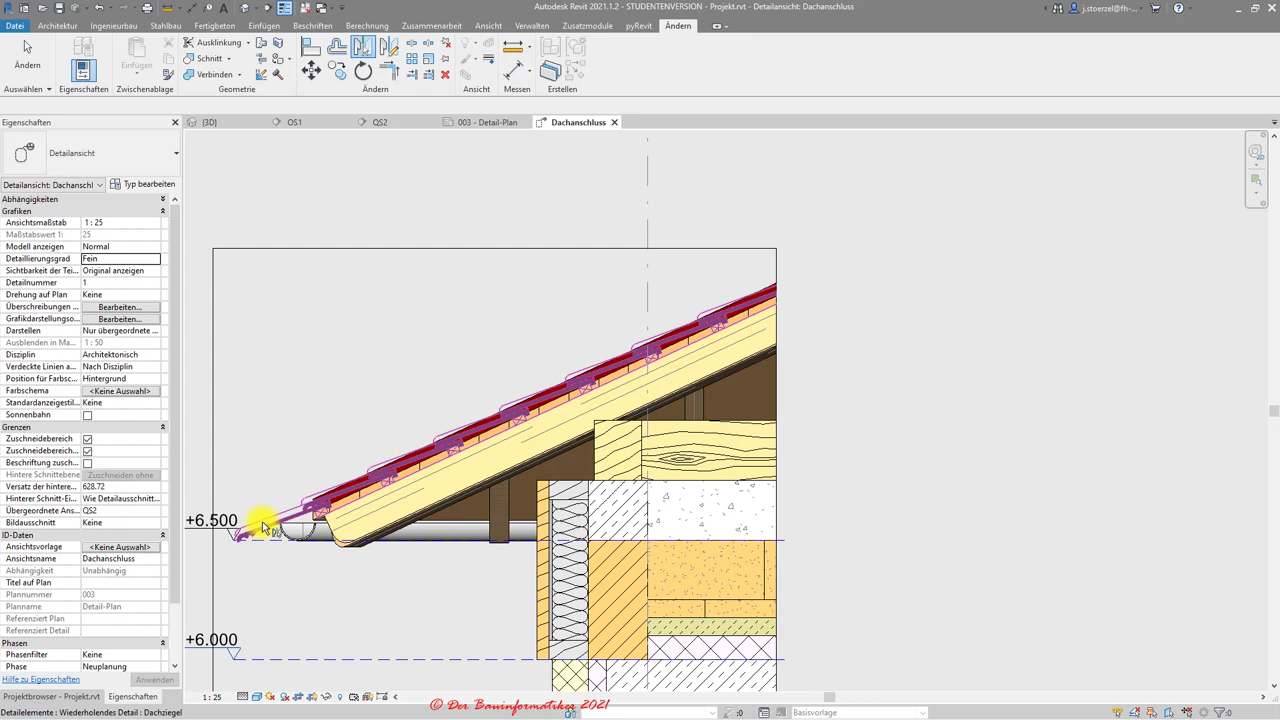 Autodesk Revit 2021.1.2 - STUDENTENVERSION - Projekt.rvt - Detailansicht: Dachanschluss
j.stoerzel@fh-...
Datei Architektur Ingenieurbau Stahlbau Fertigbeton Einfügen Beschriften Berechnung Zusammenarbeit Ansicht Verwalten Zusatzmodule pyRevit Ändern
Ausklinkung
Schnitt
Verbinden
Ändern Eigenschaften Einfügen
Auswählen Eigenschaften Zwischenablage Geometrie Ändern Ansicht Messen Erstellen
Eigenschaften
{3D} OS1 QS2 003 - Detail-Plan Dachanschluss
Detailansicht
Detailansicht: Dachanschl Typ bearbeiten
Abhängigkeiten
Grafiken
Ansichtsmaßstab 1 : 25
Maßstabswert 1: 25
Modell anzeigen Normal
Detaillierungsgrad Fein
Sichtbarkeit der Tei... Original anzeigen
Detailnummer 1
Drehung auf Plan Keine
Überschreibungen ... Bearbeiten...
Grafikdarstellungso... Bearbeiten...
Darstellen Nur übergeordnete ...
Ausblenden in Ma... 1 : 50
Disziplin Architektonisch
Verdeckte Linien a... Nach Disziplin
Position für Farbsc... Hintergrund
Farbschema <Keine Auswahl>
Standardanzeigestil... Keine
Sonnenbahn
Grenzen
Zuschneidebereich
Zuschneidebereich...
Beschriftung zusch...
Hintere Schnittebene Zuschneiden ohne
Versatz der hintere... 628.72
Hinterer Schnitt-Ei... Wie Detailausschnitt...
Übergeordnete Ans... QS2
Bildausschnitt Keine
ID-Daten
Ansichtsvorlage <Keine Auswahl>
Ansichtsname Dachanschluss
Abhängigkeit Unabhängig
Titel auf Plan
Plannummer 003
Planname Detail-Plan
Referenziert Plan
Referenziert Detail
Phasen
Phasenfilter Keine
Phase Neuplanung
Hilfe zu Eigenschaften Anwenden
Projektbrowser - Projekt.rvt Eigenschaften
+6.500
+6.000
1 : 25
© Der Bauinformatiker 2021
Detailelemente : Wiederholendes Detail : Dachziegel
:0 Basisvorlage :0